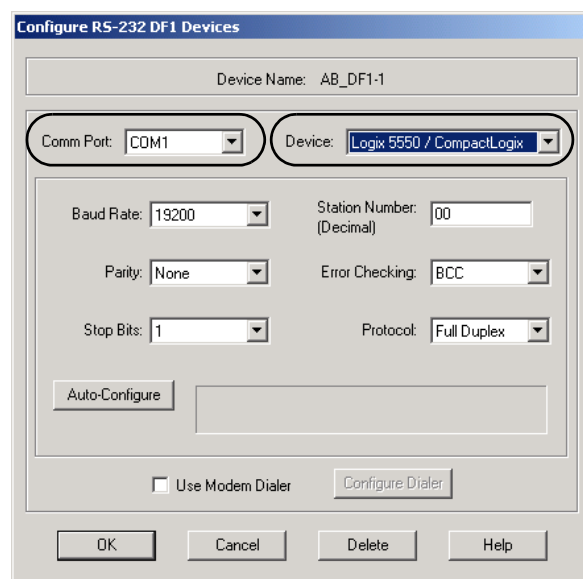 Configure RS-232 DF1 Devices
Device Name: AB_DF1-1
Comm Port: COM1 Device: Logix 5550 / CompactLogix
Baud Rate: 19200 Station Number: 00
(Decimal)
Parity: None Error Checking: BCC
Stop Bits: 1 Protocol: Full Duplex
Auto-Configure
Use Modem Dialer Configure Dialer
OK Cancel Delete Help